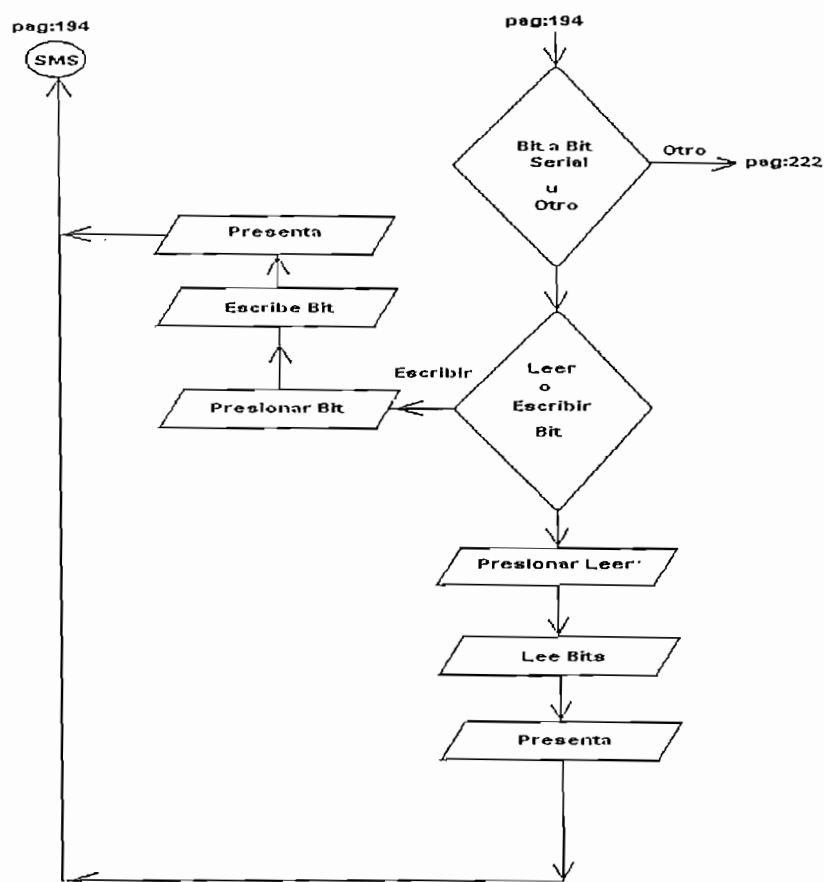 pag:194
SMS
pag:194
Bit a Bit
Serial
u
Otro
Otro
pag:222
Presenta
Escribe Bit
Presionar Bit
Escribir
Leer
o
Escribir
Bit
Presionar Leer"
Lee Bits
Presenta